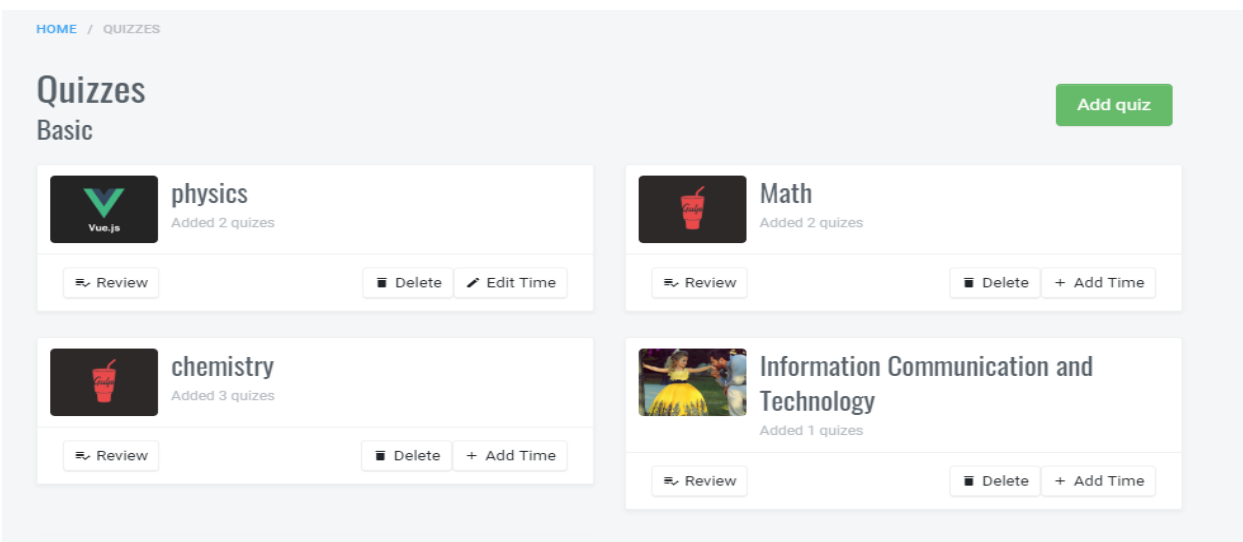 HOME / QUIZZES
Quizzes
Add quiz
Basic
Vue.js
physics
Added 2 quizes
Review
Delete
Edit Time
Gulp
Math
Added 2 quizes
Review
Delete
+ Add Time
Gulp
chemistry
Added 3 quizes
Review
Delete
+ Add Time
Information Communication and
Technology
Added 1 quizes
Review
Delete
+ Add Time